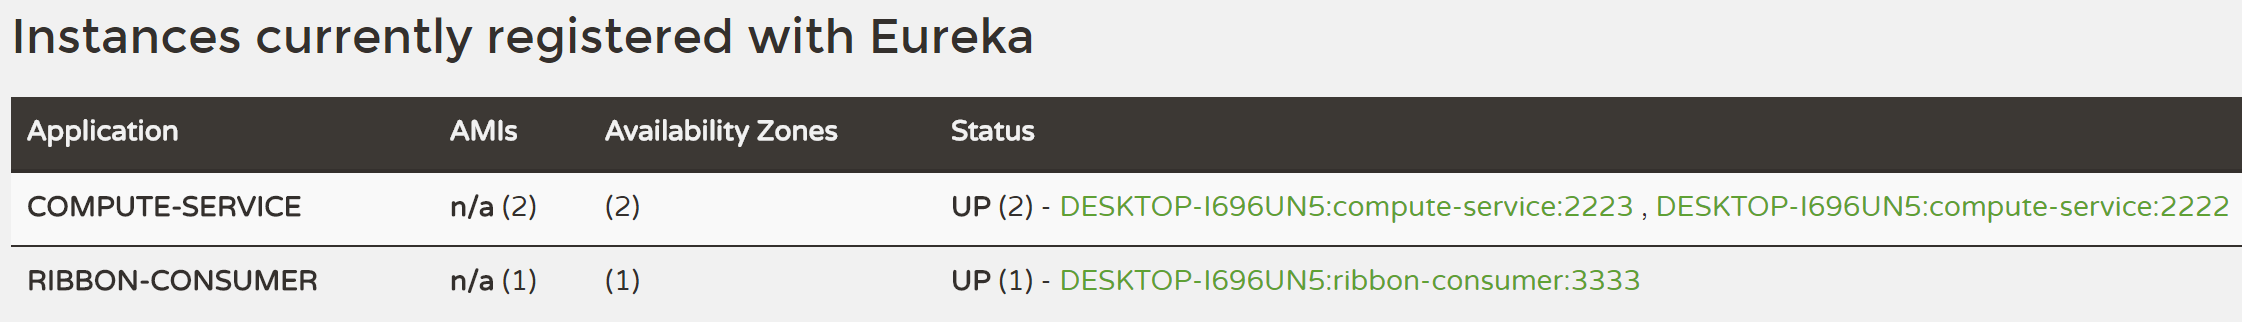 Instances currently registered with Eureka
Application AMIs Availability Zones Status
COMPUTE-SERVICE n/a (2) (2) UP (2) - DESKTOP-I696UN5:compute-service:2223 , DESKTOP-I696UN5:compute-service:2222
RIBBON-CONSUMER n/a (1) (1) UP (1) - DESKTOP-I696UN5:ribbon-consumer:3333